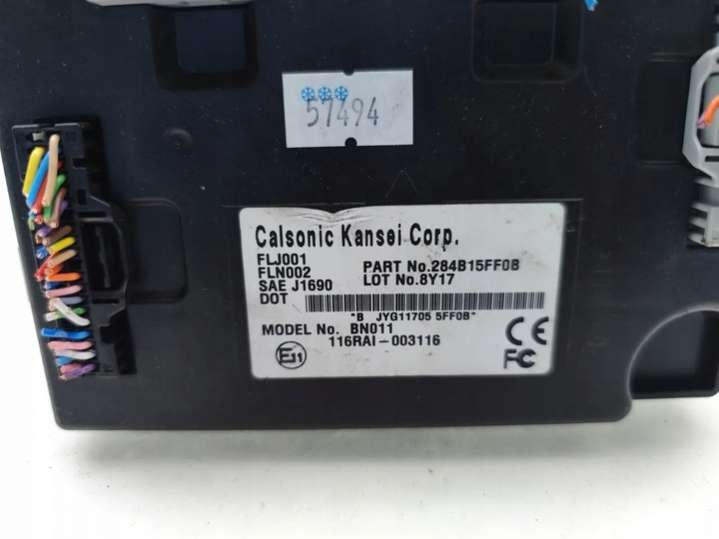 57494
Calsonic Kansei Corp.
FLJ001
FLN002 PART No.284B15FF0B
SAE J1690 LOT No.8Y17
DOT
*B JYG11705 5FF0B*
MODEL No. BN011
116RAI-003116
E11
CE
FC